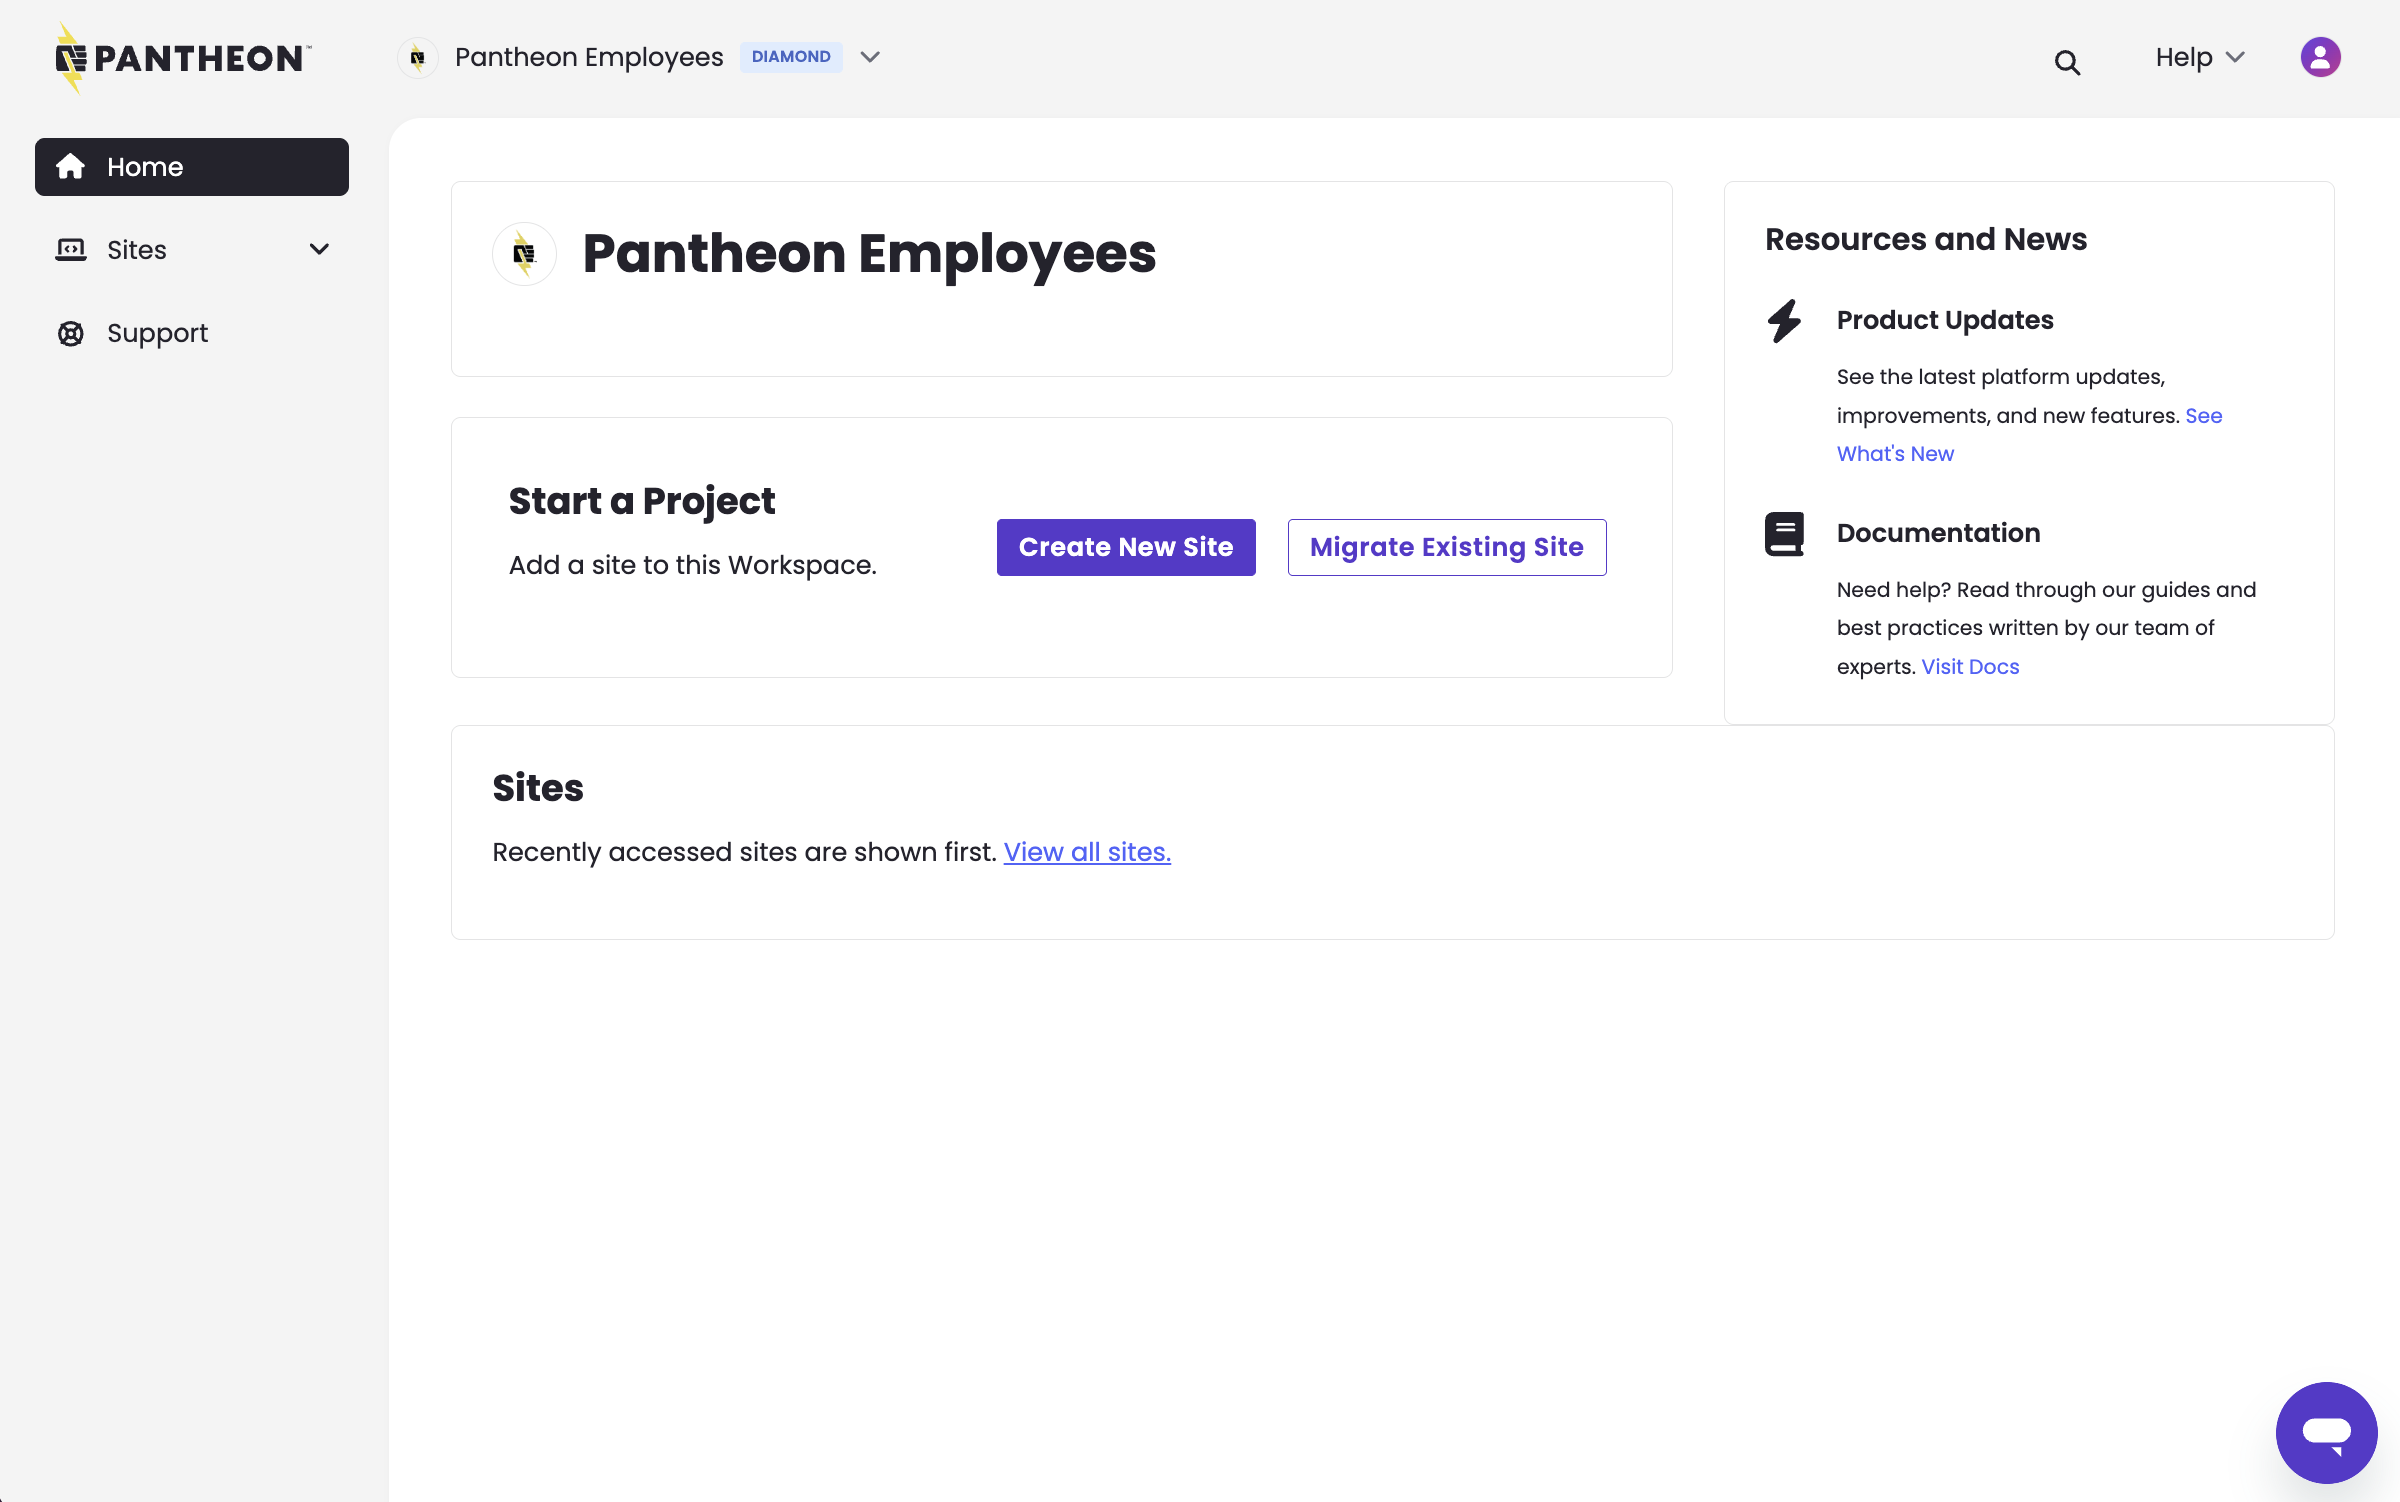 PANTHEON™
Pantheon Employees DIAMOND
Help
Home
Sites
Support
Pantheon Employees
Start a Project
Add a site to this Workspace.
Create New Site
Migrate Existing Site
Resources and News
Product Updates
See the latest platform updates,
improvements, and new features. See
What's New
Documentation
Need help? Read through our guides and
best practices written by our team of
experts. Visit Docs
Sites
Recently accessed sites are shown first. View all sites.